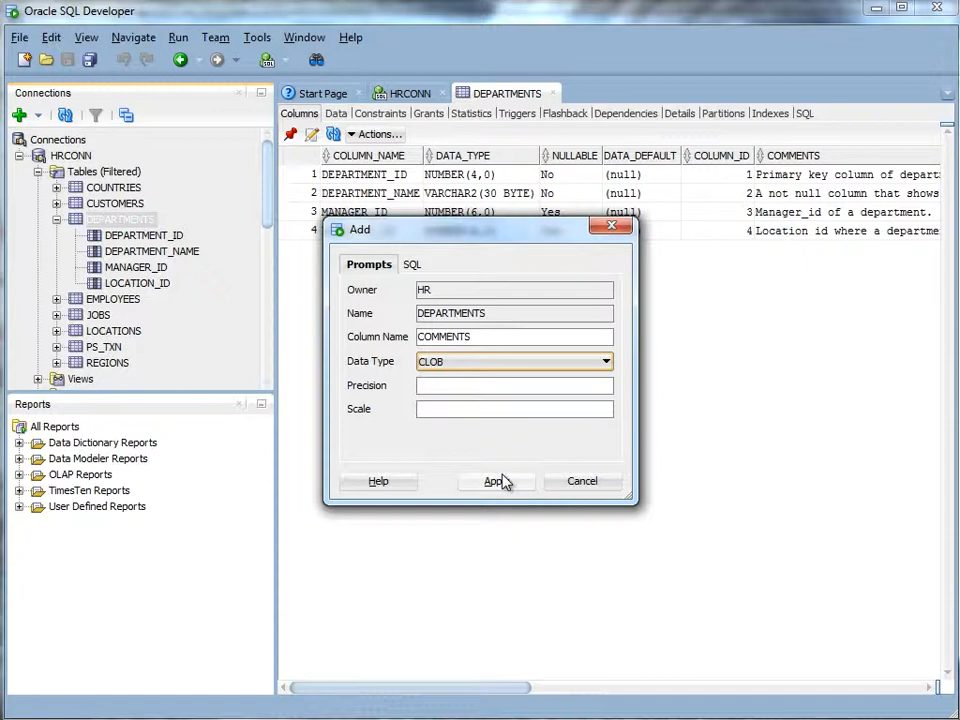 Oracle SQL Developer
File Edit View Navigate Run Team Tools Window Help
Connections
Start Page HRCONN DEPARTMENTS
Columns Data Constraints Grants Statistics Triggers Flashback Dependencies Details Partitions Indexes SQL
Actions...
Connections
HRCONN
Tables (Filtered)
COUNTRIES
CUSTOMERS
DEPARTMENTS
DEPARTMENT_ID
DEPARTMENT_NAME
MANAGER_ID
LOCATION_ID
EMPLOYEES
JOBS
LOCATIONS
PS_TXN
REGIONS
Views
COLUMN_NAME DATA_TYPE NULLABLE DATA_DEFAULT COLUMN_ID COMMENTS
1 DEPARTMENT_ID NUMBER(4,0) No (null) 1 Primary key column of depart
2 DEPARTMENT_NAME VARCHAR2(30 BYTE) No (null) 2 A not null column that shows
3 MANAGER_ID NUMBER(6,0) Yes (null) 3 Manager_id of a department.
4 (null) 4 Location id where a departme
Add
Prompts SQL
Owner HR
Name DEPARTMENTS
Column Name COMMENTS
Data Type CLOB
Precision
Scale
Help App Cancel
Reports
All Reports
Data Dictionary Reports
Data Modeler Reports
OLAP Reports
TimesTen Reports
User Defined Reports